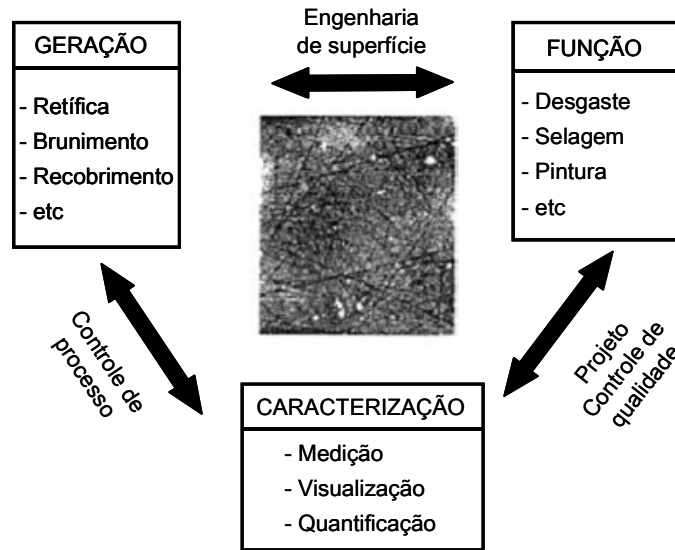 GERAÇÃO
- Retífica
- Brunimento
- Recobrimento
- etc
Engenharia
de superfície
FUNÇÃO
- Desgaste
- Selagem
- Pintura
- etc
Controle de
processo
Projeto
Controle de
qualidade
CARACTERIZAÇÃO
- Medição
- Visualização
- Quantificação